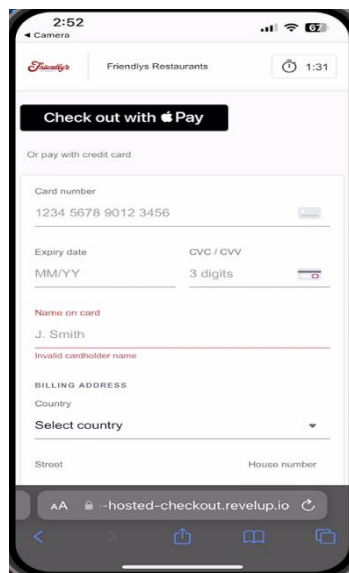 2:52
67
◂ Camera
Friendly's
Friendlys Restaurants
1:31
Check out with Pay
Or pay with credit card
Card number
1234 5678 9012 3456
Expiry date
CVC / CVV
MM/YY
3 digits
Name on card
J. Smith
Invalid cardholder name
BILLING ADDRESS
Country
Select country
Street
House number
AA
-hosted-checkout.revelup.io